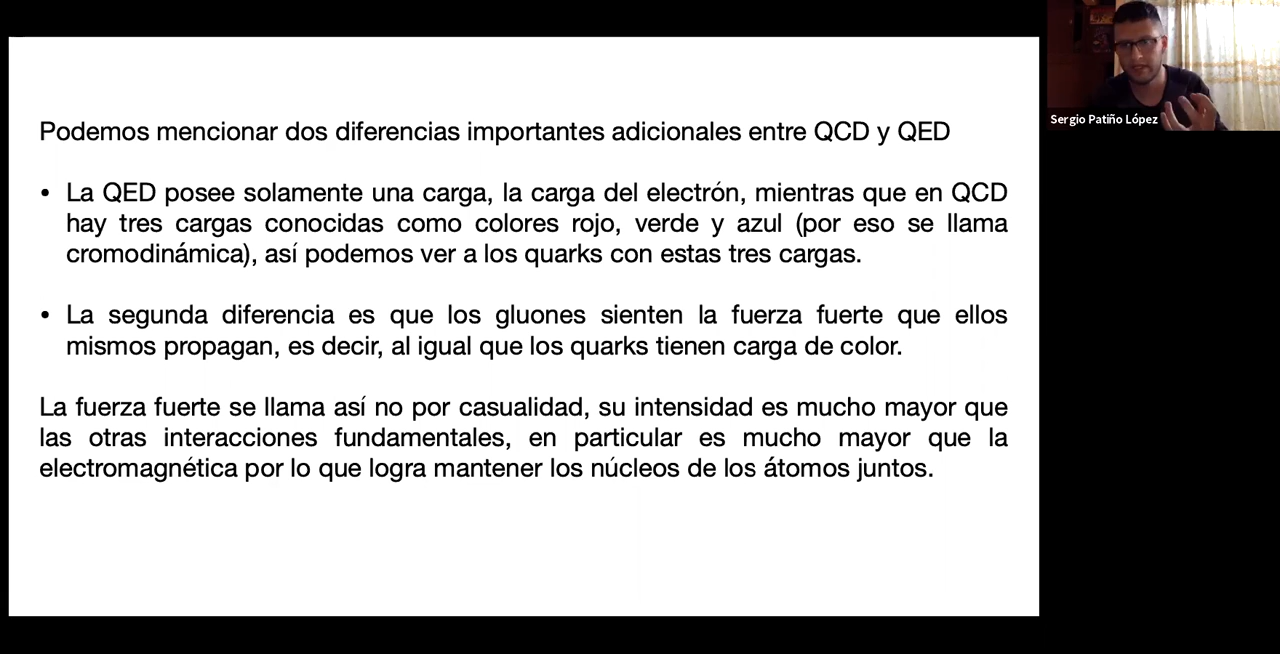 Podemos mencionar dos diferencias importantes adicionales entre QCD y QED
• La QED posee solamente una carga, la carga del electrón, mientras que en QCD
hay tres cargas conocidas como colores rojo, verde y azul (por eso se llama
cromodinámica), así podemos ver a los quarks con estas tres cargas.
• La segunda diferencia es que los gluones sienten la fuerza fuerte que ellos
mismos propagan, es decir, al igual que los quarks tienen carga de color.
La fuerza fuerte se llama así no por casualidad, su intensidad es mucho mayor que
las otras interacciones fundamentales, en particular es mucho mayor que la
electromagnética por lo que logra mantener los núcleos de los átomos juntos.
Sergio Patiño López